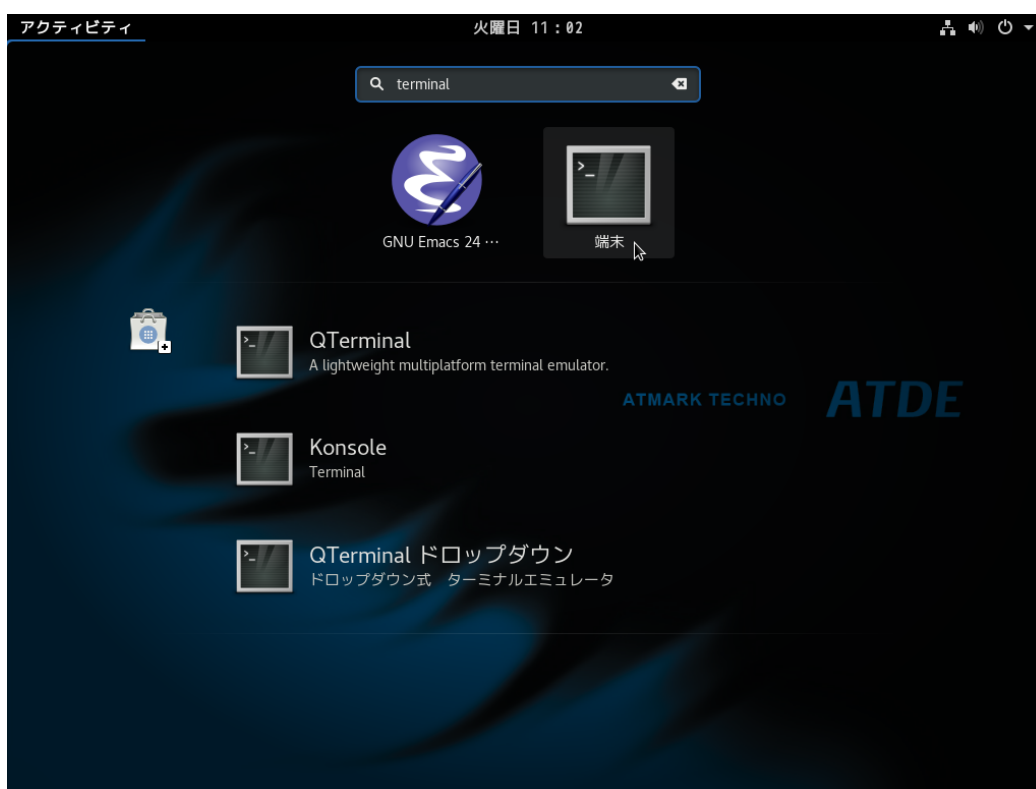 アクティビティ 火曜日 11：02
terminal
GNU Emacs 24 ⋯ 端末
QTerminal
A lightweight multiplatform terminal emulator.
ATMARK TECHNO ATDE
Konsole
Terminal
QTerminal ドロップダウン
ドロップダウン式　ターミナルエミュレータ